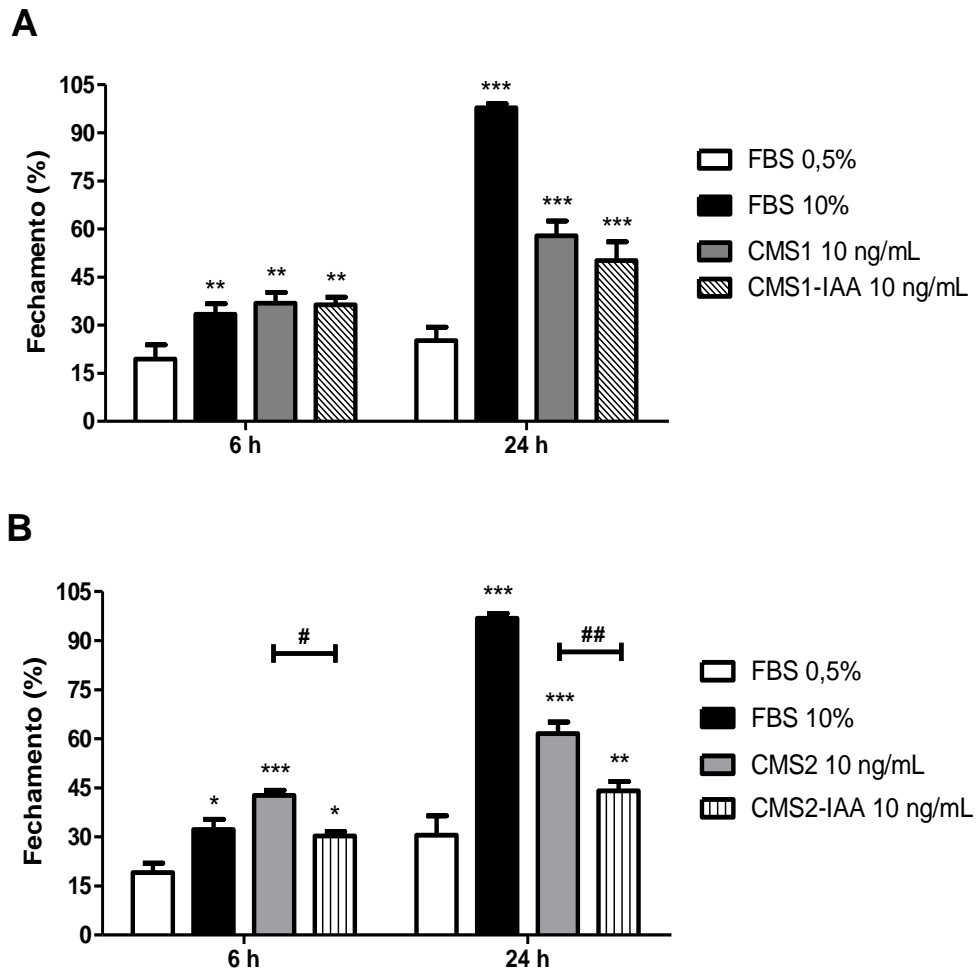 A
Fechamento (%)
105
90
75
60
45
30
15
0
**
**
**
***
***
***
6 h
24 h
FBS 0,5%
FBS 10%
CMS1 10 ng/mL
CMS1-IAA 10 ng/mL
B
Fechamento (%)
105
90
75
60
45
30
15
0
*
***
*
#
***
***
**
##
6 h
24 h
FBS 0,5%
FBS 10%
CMS2 10 ng/mL
CMS2-IAA 10 ng/mL